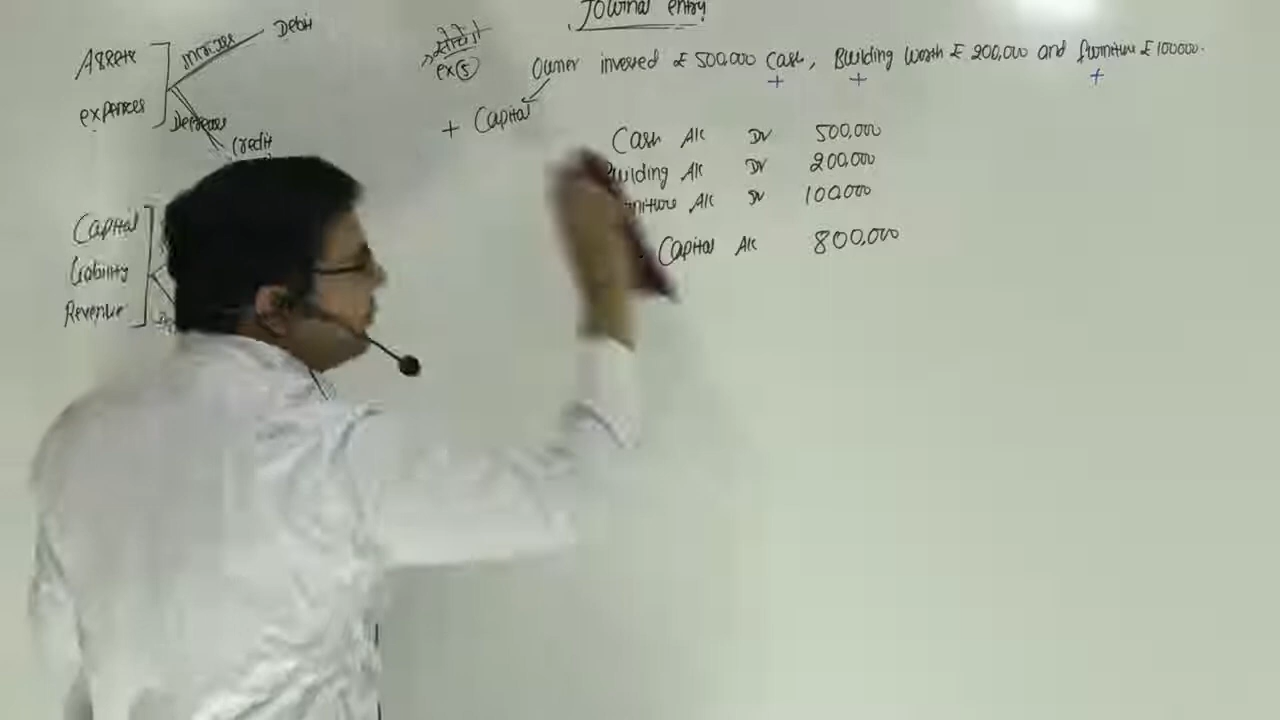 Journal entry
Assets
expenses
increase
Debit
Decrease
Credit
ex (5)
Owner invested £ 500,000 Cash, Building worth £ 200,000 and furniture £ 100000.
+ + +
+ Capital
Cash A/c Dr 500,000
Building A/c Dr 200,000
niture A/c Dr 100,000
Capital A/c 800,000
Capital
Liability
Revenue